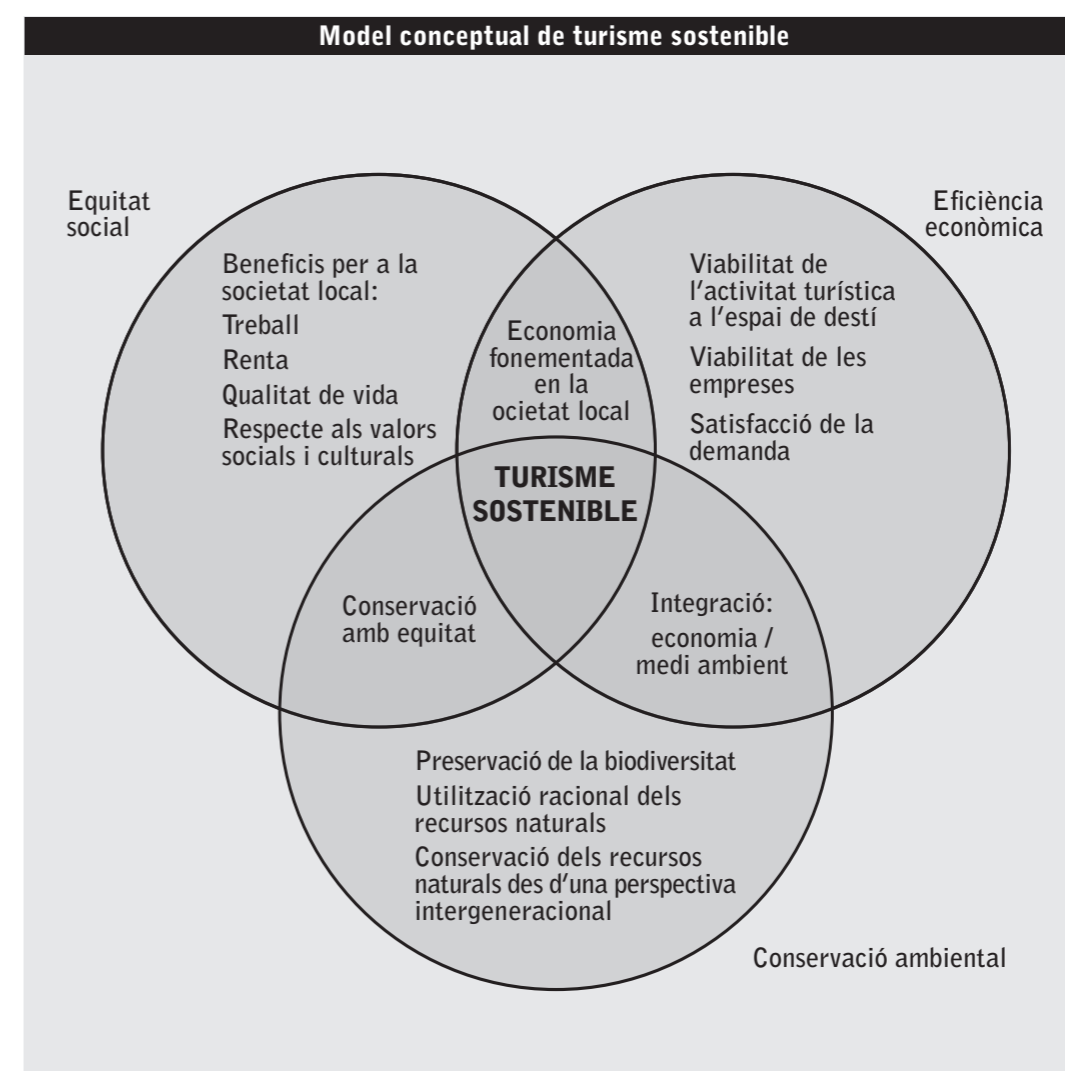 Model conceptual de turisme sostenible
Equitat
social
Eficiència
econòmica
Beneficis per a la
societat local:
Treball
Renta
Qualitat de vida
Respecte als valors
socials i culturals
Economia
fonementada
en la
ocietat local
Viabilitat de
l'activitat turística
a l'espai de destí
Viabilitat de les
empreses
Satisfacció de la
demanda
TURISME
SOSTENIBLE
Conservació
amb equitat
Integració:
economia /
medi ambient
Preservació de la biodiversitat
Utilització racional dels
recursos naturals
Conservació dels recursos
naturals des d'una perspectiva
intergeneracional
Conservació ambiental